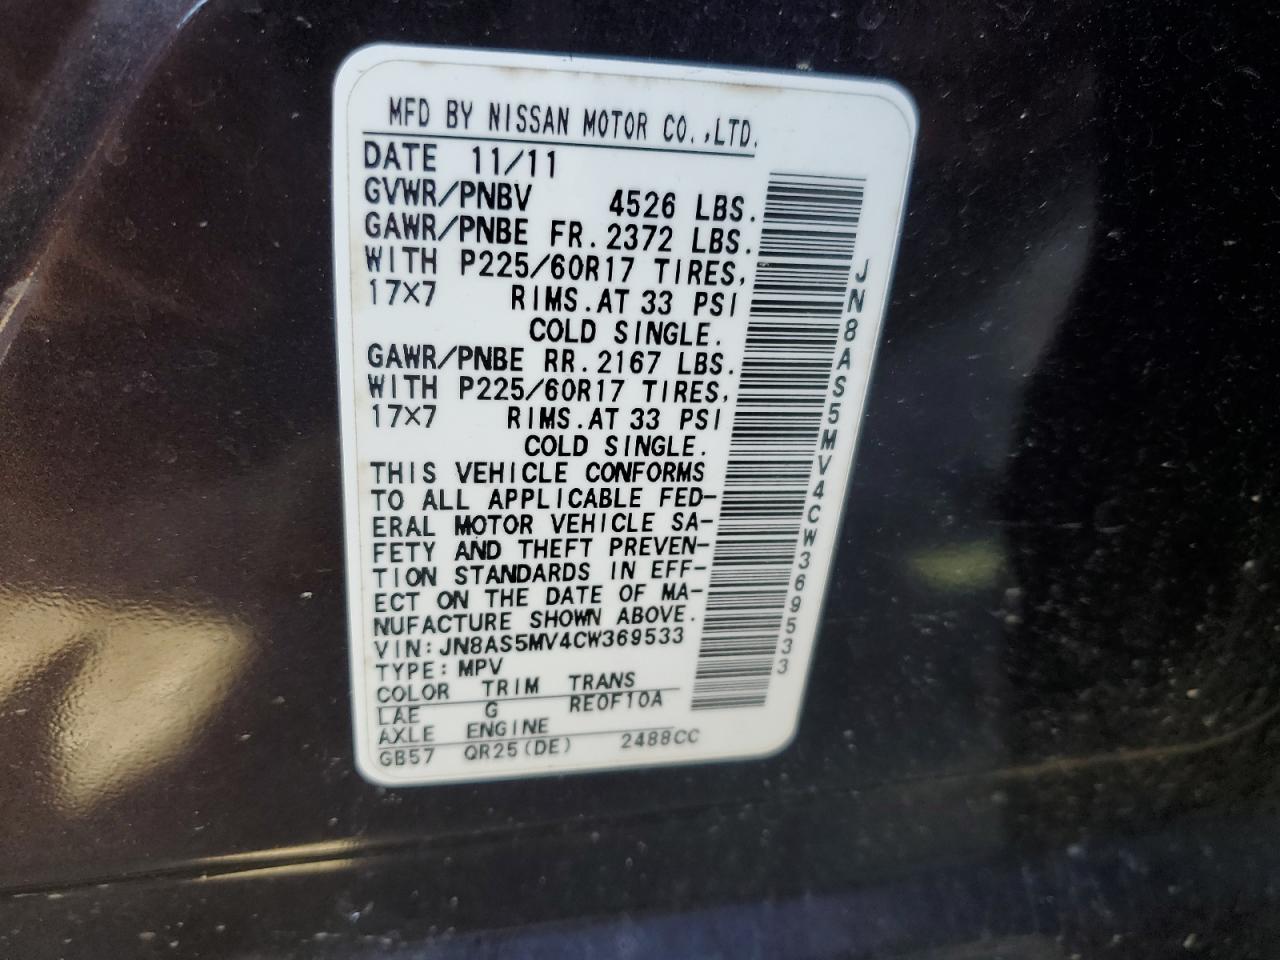 MFD BY NISSAN MOTOR CO.,LTD.
DATE 11/11
GVWR/PNBV 4526 LBS.
GAWR/PNBE FR. 2372 LBS.
WITH P225/60R17 TIRES,
17X7 RIMS. AT 33 PSI
COLD SINGLE.
GAWR/PNBE RR. 2167 LBS.
WITH P225/60R17 TIRES,
17X7 RIMS. AT 33 PSI
COLD SINGLE.
THIS VEHICLE CONFORMS
TO ALL APPLICABLE FED-
ERAL MOTOR VEHICLE SA-
FETY AND THEFT PREVEN-
TION STANDARDS IN EFF-
ECT ON THE DATE OF MA-
NUFACTURE SHOWN ABOVE.
VIN: JN8AS5MV4CW369533
TYPE: MPV
COLOR TRIM TRANS
LAE G RE0F10A
AXLE ENGINE
GB57 QR25(DE) 2488CC
JN8AS5MV4CW369533